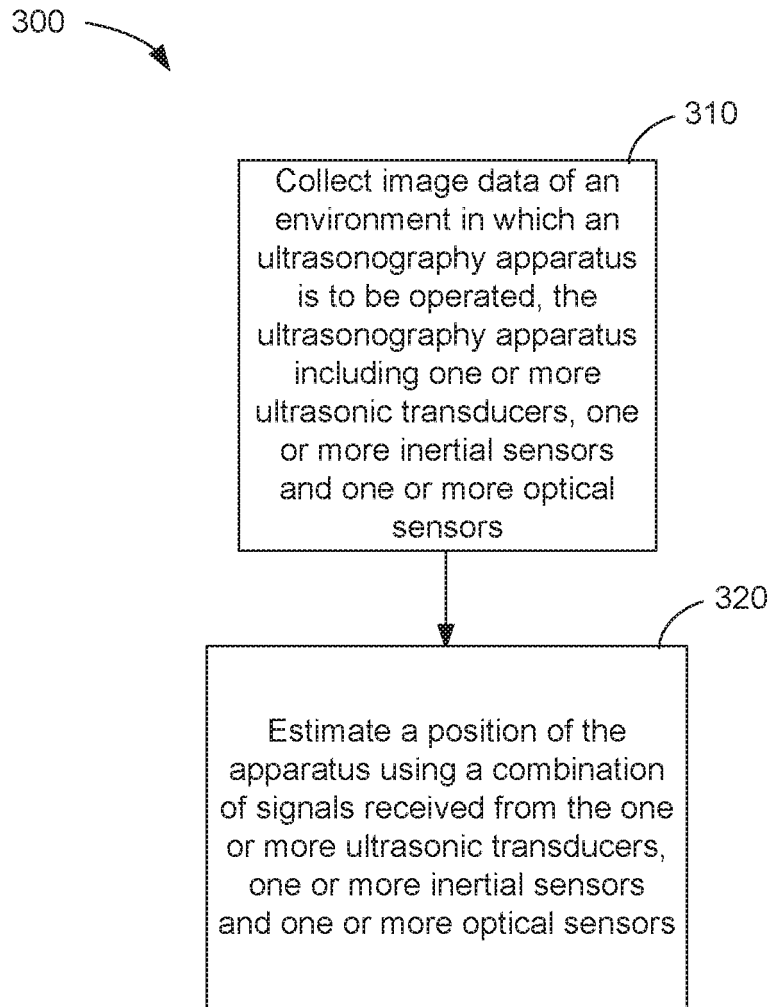 300
310
Collect image data of an
environment in which an
ultrasonography apparatus
is to be operated, the
ultrasonography apparatus
including one or more
ultrasonic transducers, one
or more inertial sensors
and one or more optical
sensors
320
Estimate a position of the
apparatus using a combination
of signals received from the one
or more ultrasonic transducers,
one or more inertial sensors
and one or more optical sensors